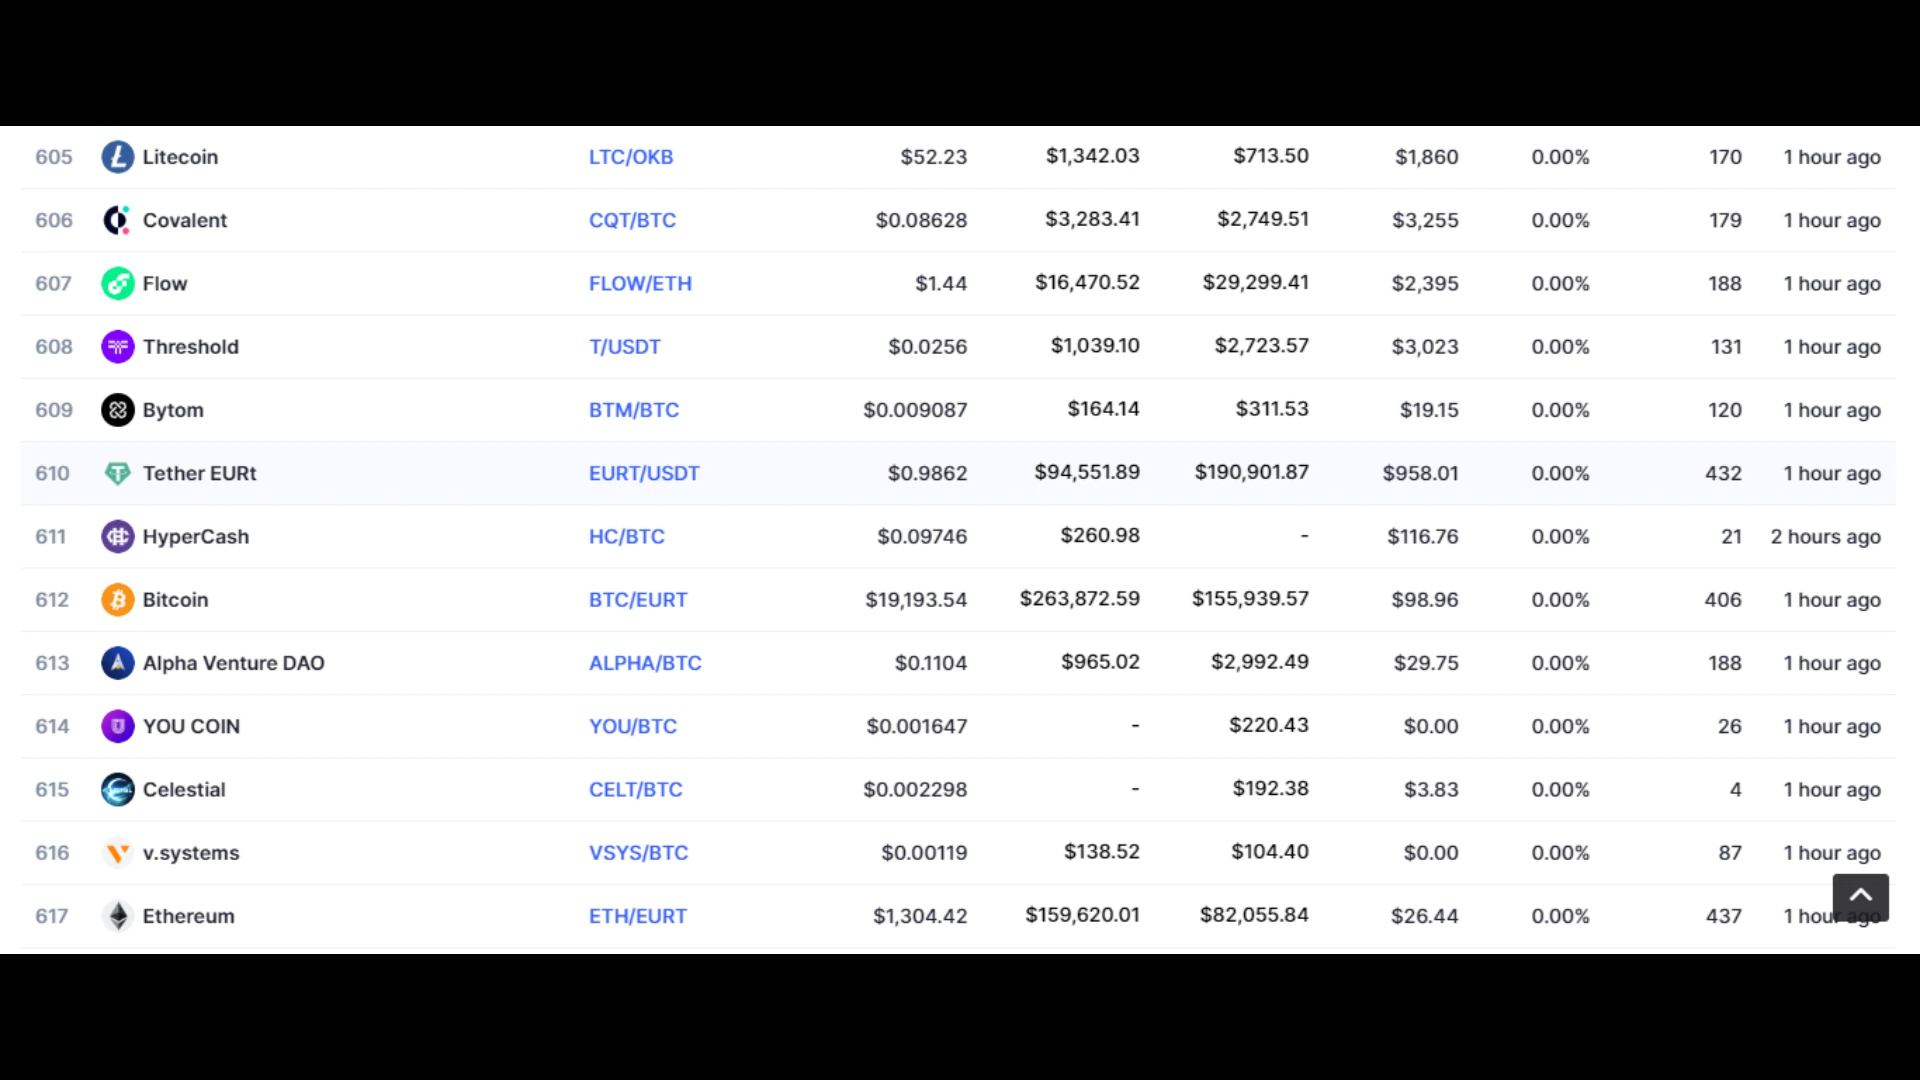 605 Litecoin LTC/OKB $52.23 $1,342.03 $713.50 $1,860 0.00% 170 1 hour ago
606 Covalent CQT/BTC $0.08628 $3,283.41 $2,749.51 $3,255 0.00% 179 1 hour ago
607 Flow FLOW/ETH $1.44 $16,470.52 $29,299.41 $2,395 0.00% 188 1 hour ago
608 Threshold T/USDT $0.0256 $1,039.10 $2,723.57 $3,023 0.00% 131 1 hour ago
609 Bytom BTM/BTC $0.009087 $164.14 $311.53 $19.15 0.00% 120 1 hour ago
610 Tether EURt EURT/USDT $0.9862 $94,551.89 $190,901.87 $958.01 0.00% 432 1 hour ago
611 HyperCash HC/BTC $0.09746 $260.98 - $116.76 0.00% 21 2 hours ago
612 Bitcoin BTC/EURT $19,193.54 $263,872.59 $155,939.57 $98.96 0.00% 406 1 hour ago
613 Alpha Venture DAO ALPHA/BTC $0.1104 $965.02 $2,992.49 $29.75 0.00% 188 1 hour ago
614 YOU COIN YOU/BTC $0.001647 - $220.43 $0.00 0.00% 26 1 hour ago
615 Celestial CELT/BTC $0.002298 - $192.38 $3.83 0.00% 4 1 hour ago
616 v.systems VSYS/BTC $0.00119 $138.52 $104.40 $0.00 0.00% 87 1 hour ago
617 Ethereum ETH/EURT $1,304.42 $159,620.01 $82,055.84 $26.44 0.00% 437 1 hour ago